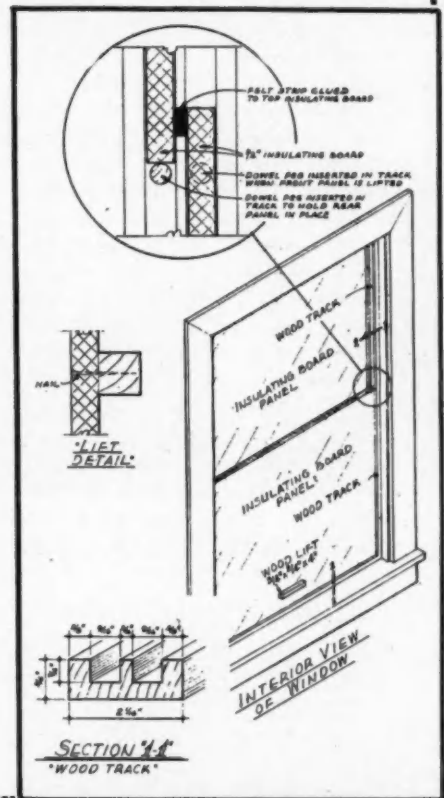 FELT STRIP GLUED
TO TOP INSULATING BOARD
1/2" INSULATING BOARD
DOWEL PEG INSERTED IN TRACK
WHEN FRONT PANEL IS LIFTED
DOWEL PEG INSERTED IN
TRACK TO HOLD REAR
PANEL IN PLACE
WOOD TRACK
INSULATING BOARD
PANEL
NAIL
"LIFT
DETAIL"
INSULATING BOARD
PANEL
WOOD TRACK
WOOD LIFT
INTERIOR VIEW
OF WINDOW
SECTION "A-A"
"WOOD TRACK"